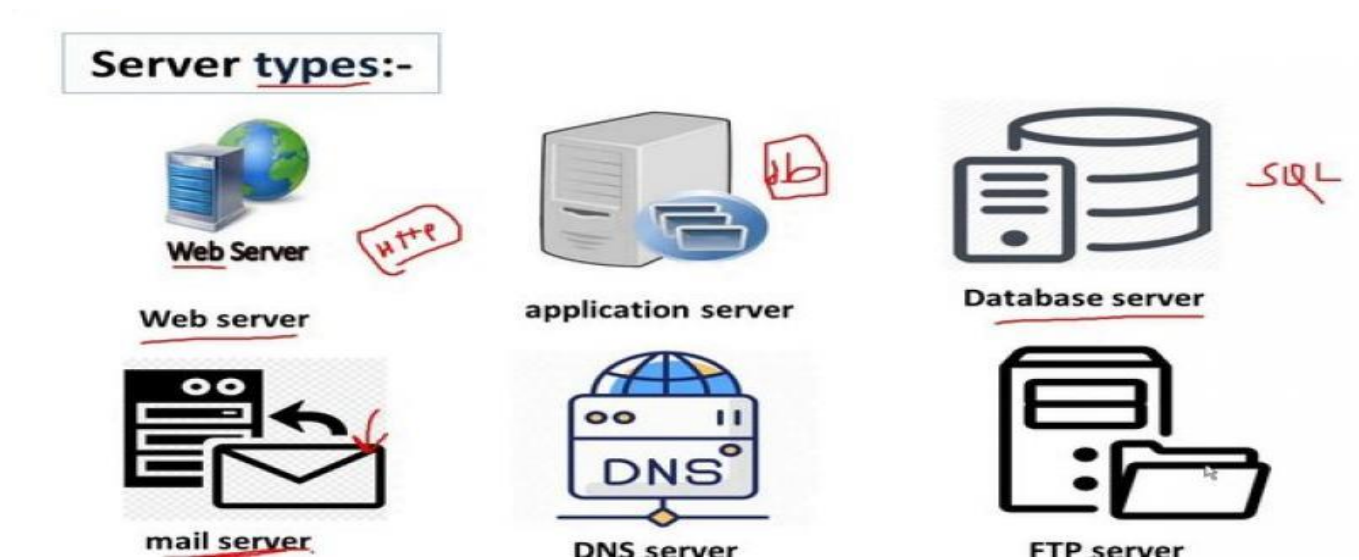 Server types:-
Web Server
Http
db
SQL
Web server
application server
Database server
DNS
mail server
DNS server
FTP server